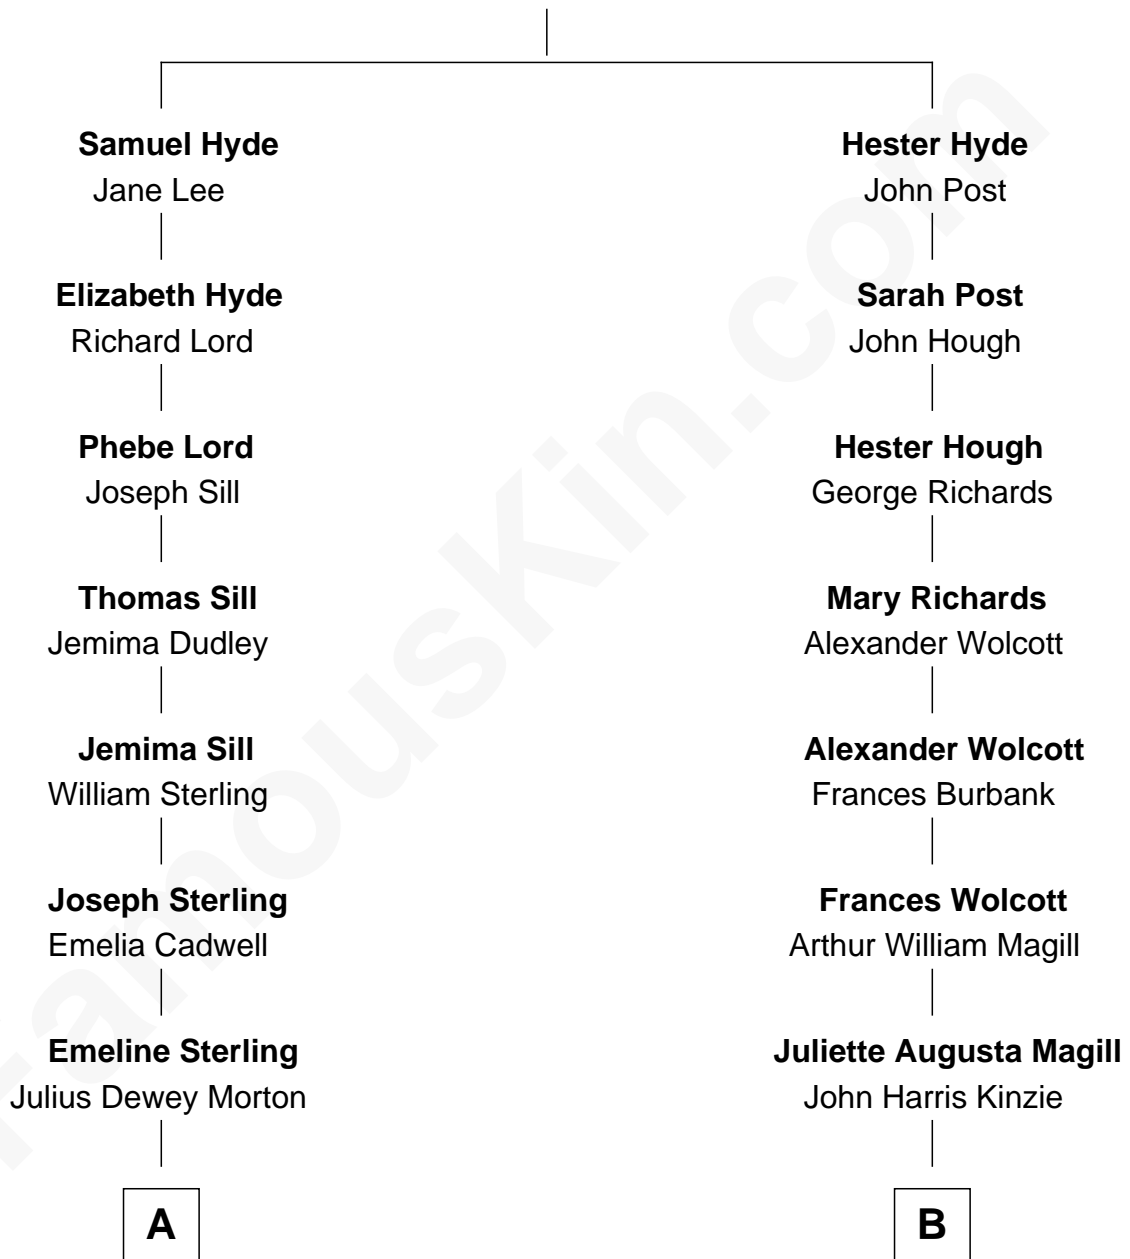 Samuel Hyde
Jane Lee
Hester Hyde
John Post
Elizabeth Hyde
Richard Lord
Sarah Post
John Hough
Phebe Lord
Joseph Sill
Hester Hough
George Richards
Thomas Sill
Jemima Dudley
Mary Richards
Alexander Wolcott
Jemima Sill
William Sterling
Alexander Wolcott
Frances Burbank
Joseph Sterling
Emelia Cadwell
Frances Wolcott
Arthur William Magill
Emeline Sterling
Julius Dewey Morton
Juliette Augusta Magill
John Harris Kinzie
A
B
FamousKin.com